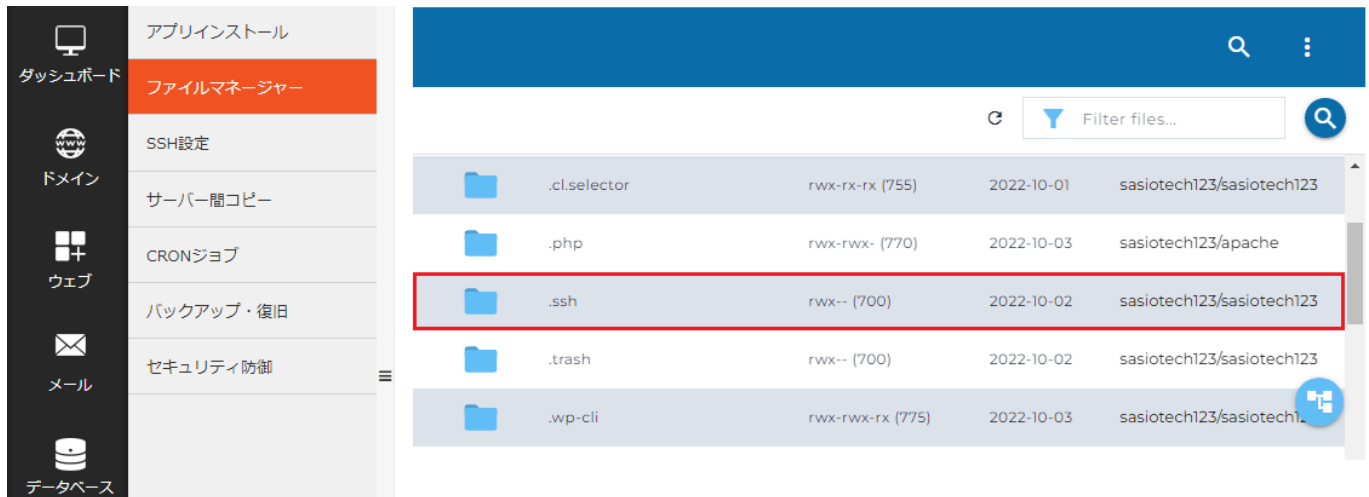 ダッシュボード
ドメイン
www
ウェブ
メール
データベース
アプリインストール
ファイルマネージャー
SSH設定
サーバー間コピー
CRONジョブ
バックアップ・復旧
セキュリティ防御
Filter files...
.cl.selector rwx-rx-rx (755) 2022-10-01 sasiotech123/sasiotech123
.php rwx-rwx- (770) 2022-10-03 sasiotech123/apache
.ssh rwx-- (700) 2022-10-02 sasiotech123/sasiotech123
.trash rwx-- (700) 2022-10-02 sasiotech123/sasiotech123
.wp-cli rwx-rwx-rx (775) 2022-10-03